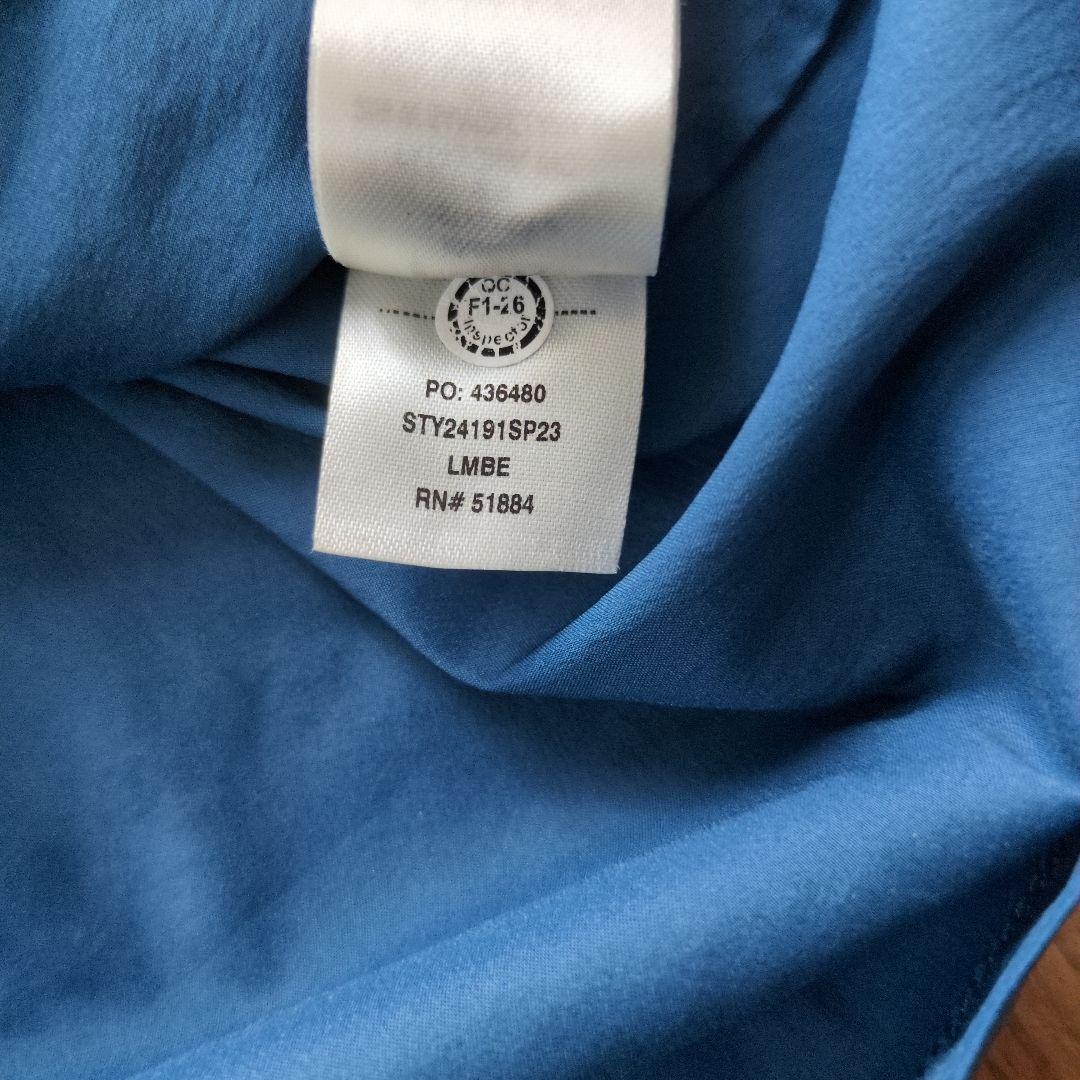 QC
F1-26
Inspector
PO: 436480
STY24191SP23
LMBE
RN# 51884